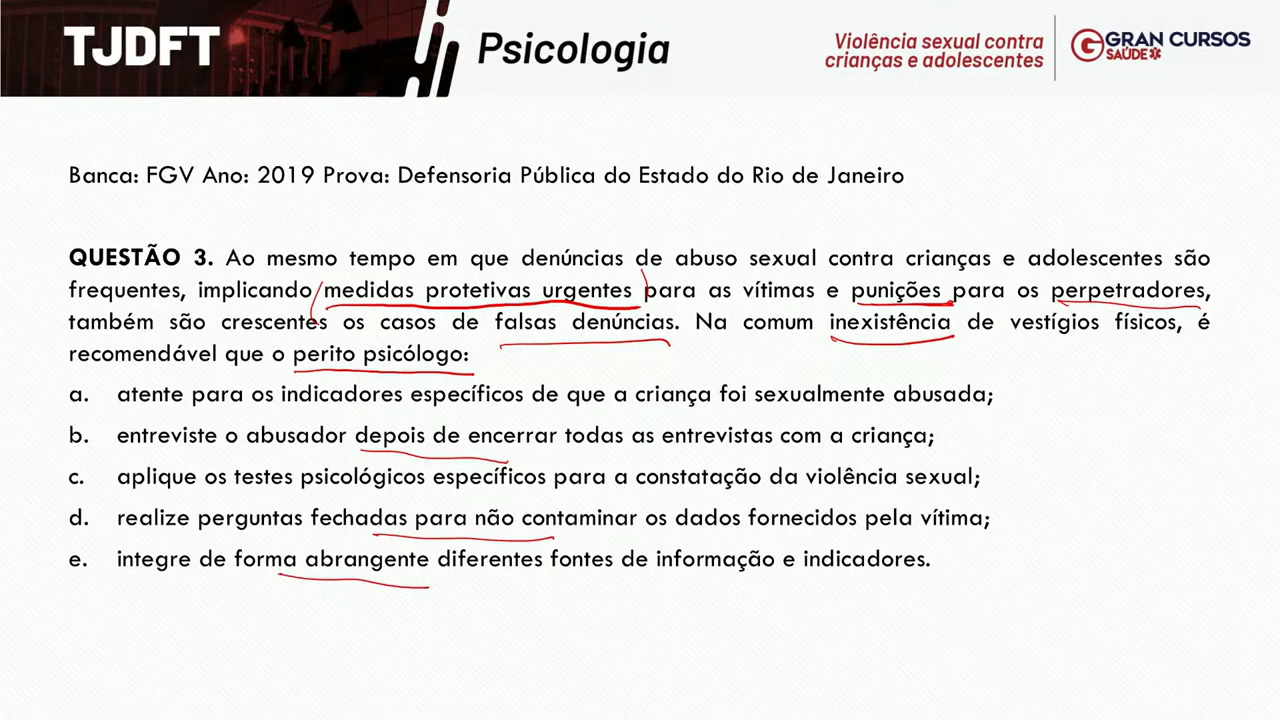 TJDFT
Psicologia
Violência sexual contra
crianças e adolescentes
GRAN CURSOS
SAÚDE
Banca: FGV Ano: 2019 Prova: Defensoria Pública do Estado do Rio de Janeiro
QUESTÃO 3. Ao mesmo tempo em que denúncias de abuso sexual contra crianças e adolescentes são
frequentes, implicando medidas protetivas urgentes para as vítimas e punições para os perpetradores,
também são crescentes os casos de falsas denúncias. Na comum inexistência de vestígios físicos, é
recomendável que o perito psicólogo:
a. atente para os indicadores específicos de que a criança foi sexualmente abusada;
b. entreviste o abusador depois de encerrar todas as entrevistas com a criança;
c. aplique os testes psicológicos específicos para a constatação da violência sexual;
d. realize perguntas fechadas para não contaminar os dados fornecidos pela vítima;
e. integre de forma abrangente diferentes fontes de informação e indicadores.